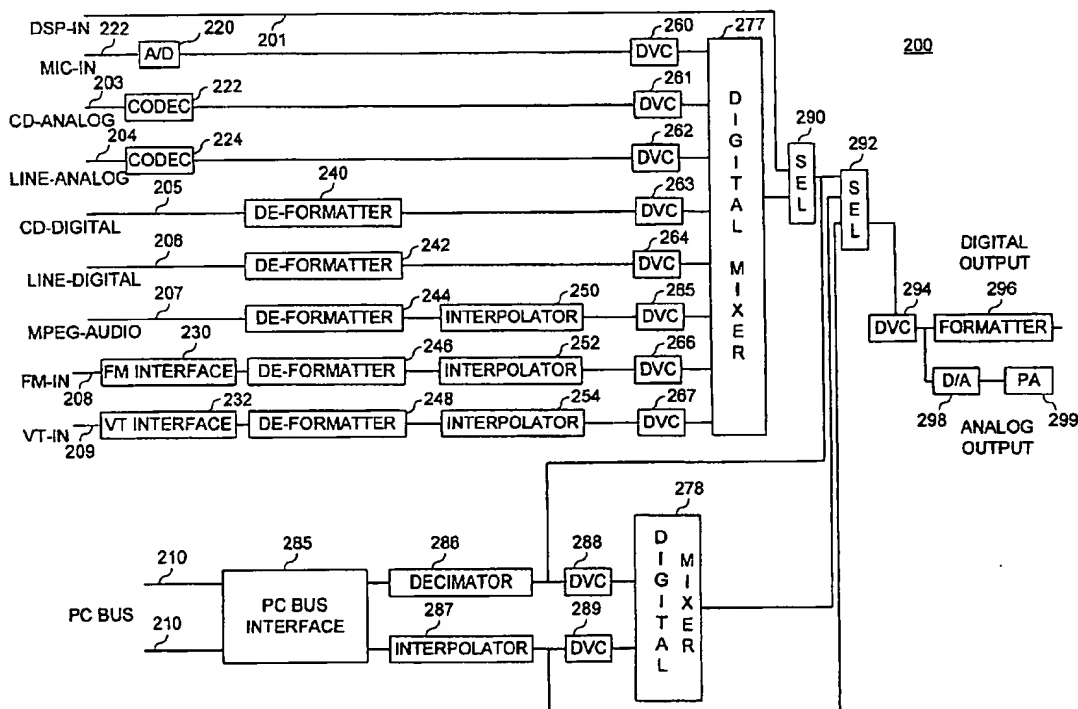 DSP-IN
201
222
220
A/D
MIC-IN
260
DVC
277
200
203
222
CODEC
CD-ANALOG
261
DVC
204
224
CODEC
LINE-ANALOG
262
DVC
DIGITAL MIXER
290
SEL
292
SEL
205
240
CD-DIGITAL
DE-FORMATTER
263
DVC
206
242
LINE-DIGITAL
DE-FORMATTER
264
DVC
207
244
250
265
MPEG-AUDIO
DE-FORMATTER
INTERPOLATOR
DVC
230
246
252
266
FM-IN
208
FM INTERFACE
DE-FORMATTER
INTERPOLATOR
DVC
232
248
254
267
VT-IN
209
VT INTERFACE
DE-FORMATTER
INTERPOLATOR
DVC
DIGITAL
OUTPUT
294
296
DVC
FORMATTER
D/A
PA
298
299
ANALOG
OUTPUT
210
285
286
288
278
PC BUS
210
PC BUS
INTERFACE
DECIMATOR
DVC
287
289
INTERPOLATOR
DVC
DIGITAL
MIXER